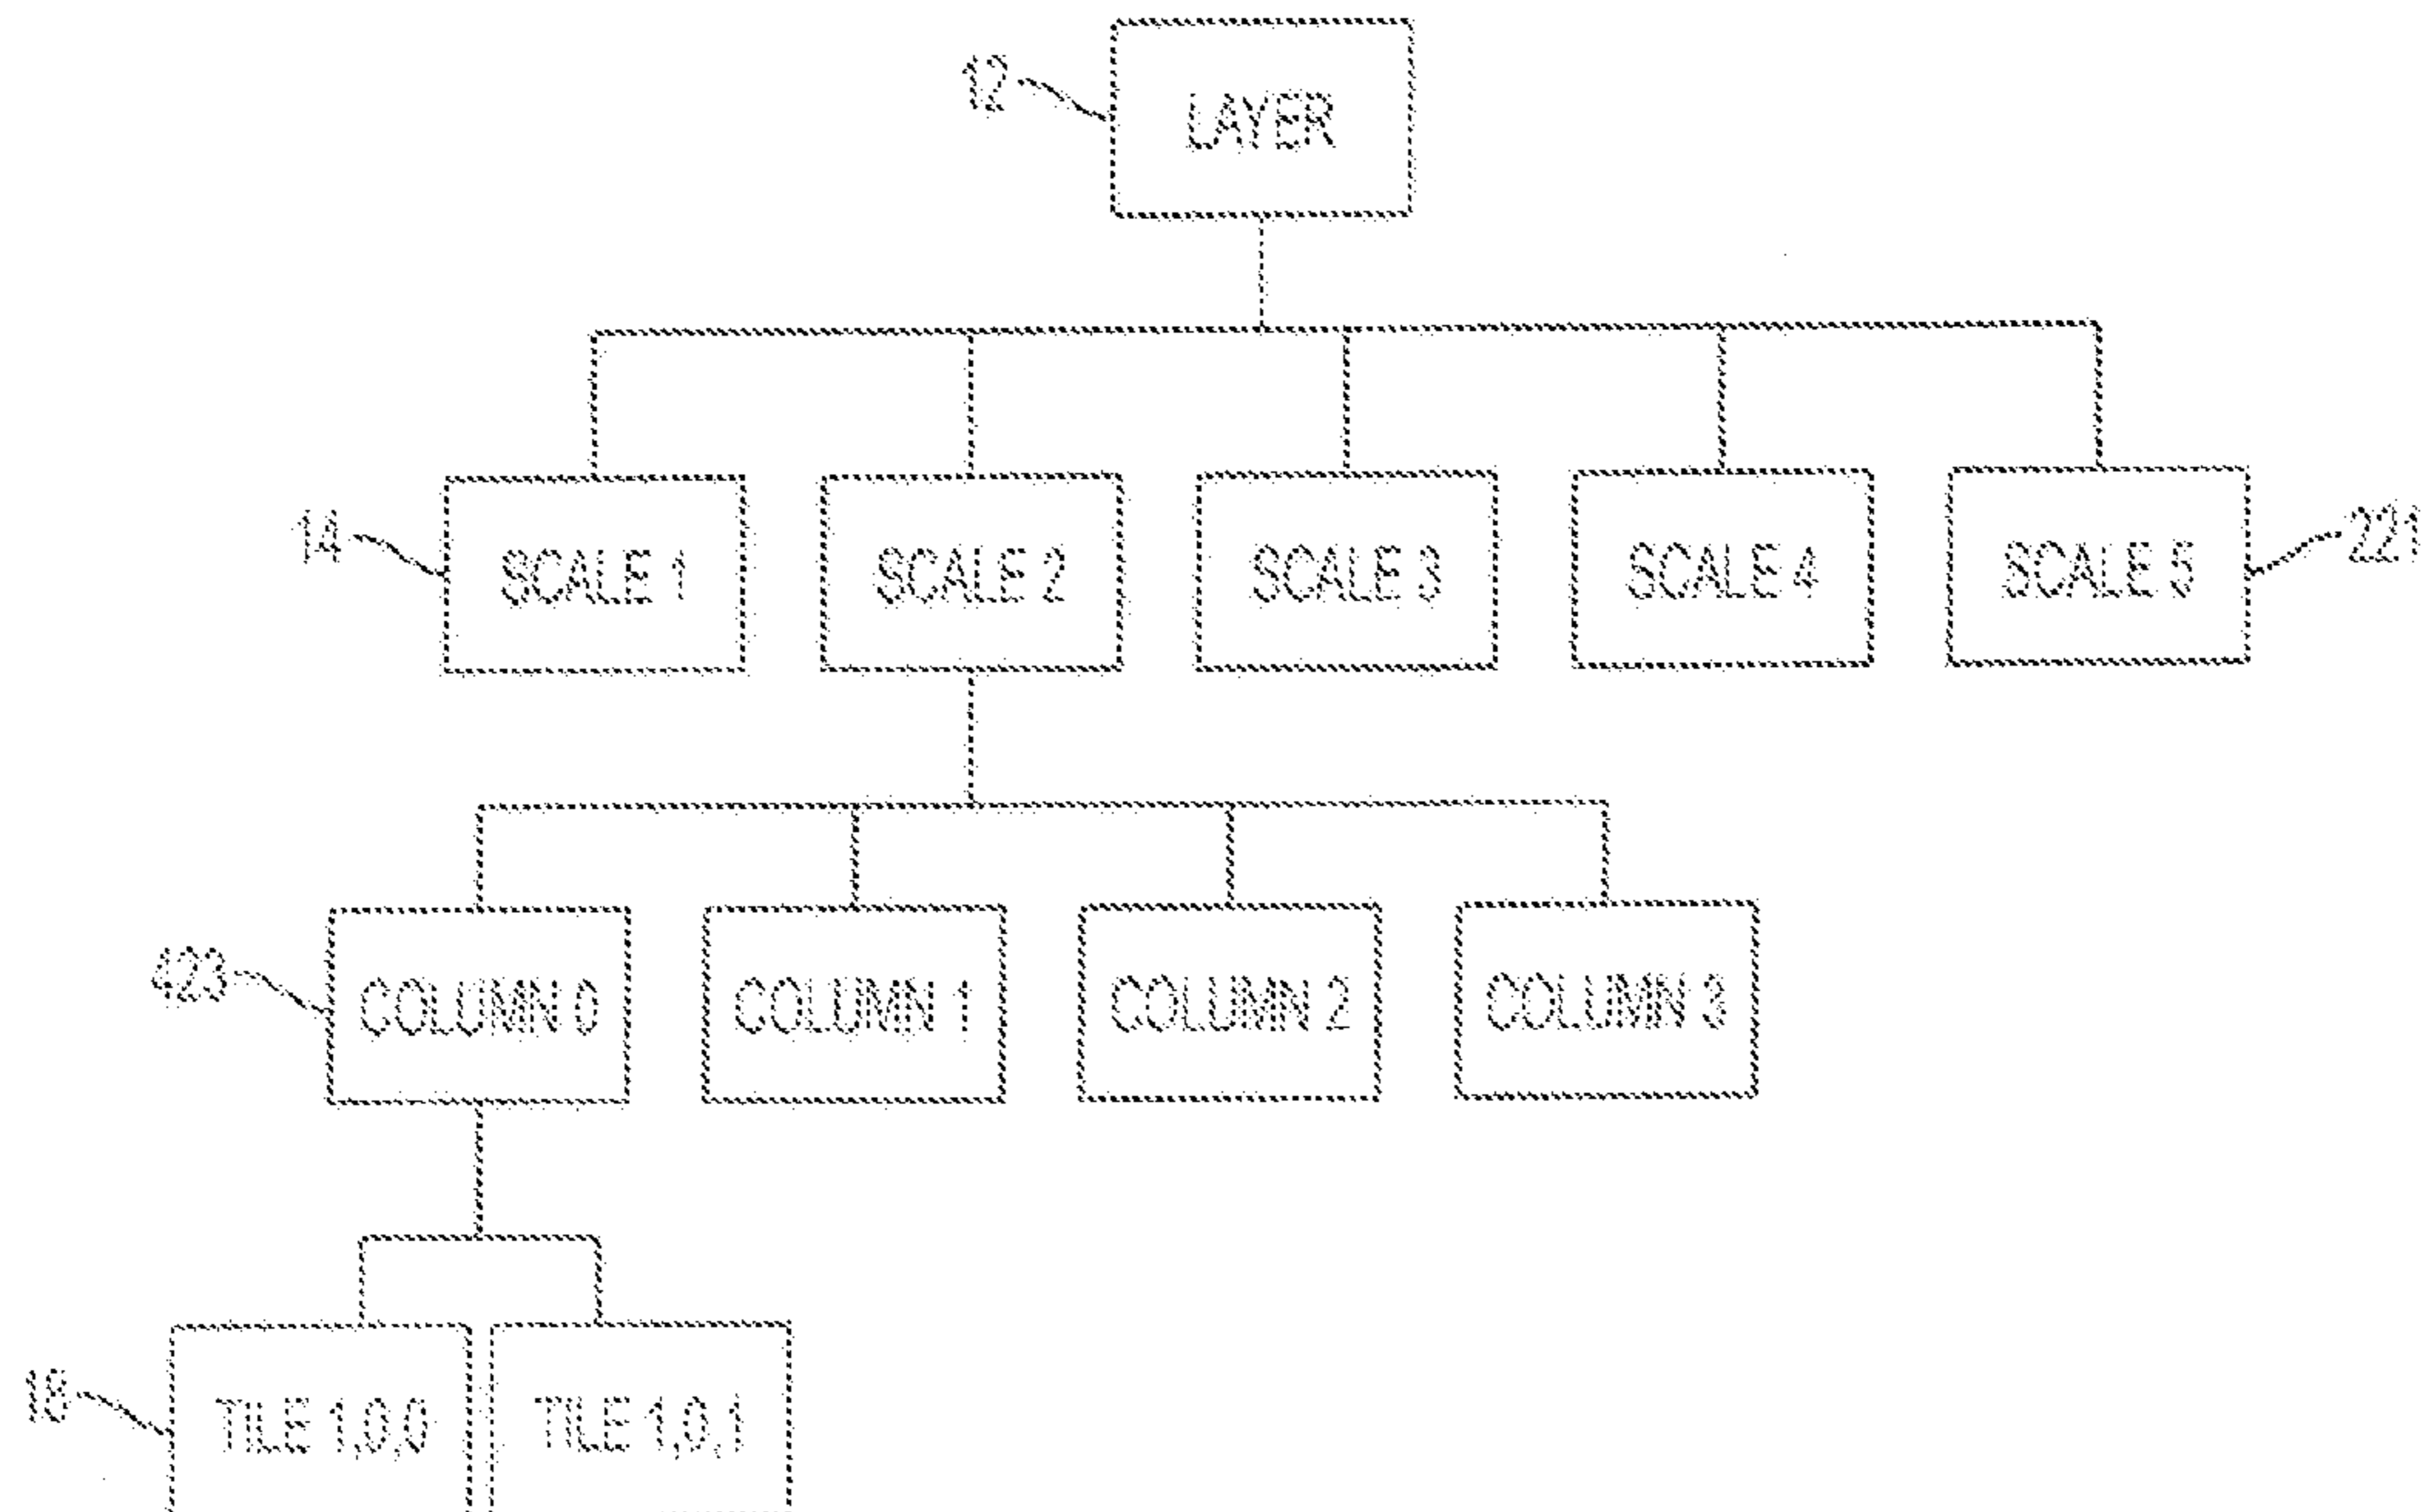 12
LAYER
14
SCALE 1
SCALE 2
SCALE 3
SCALE 4
SCALE 5
221
423
COLUMN 0
COLUMN 1
COLUMN 2
COLUMN 3
18
TILE 1,0,0
TILE 1,0,1